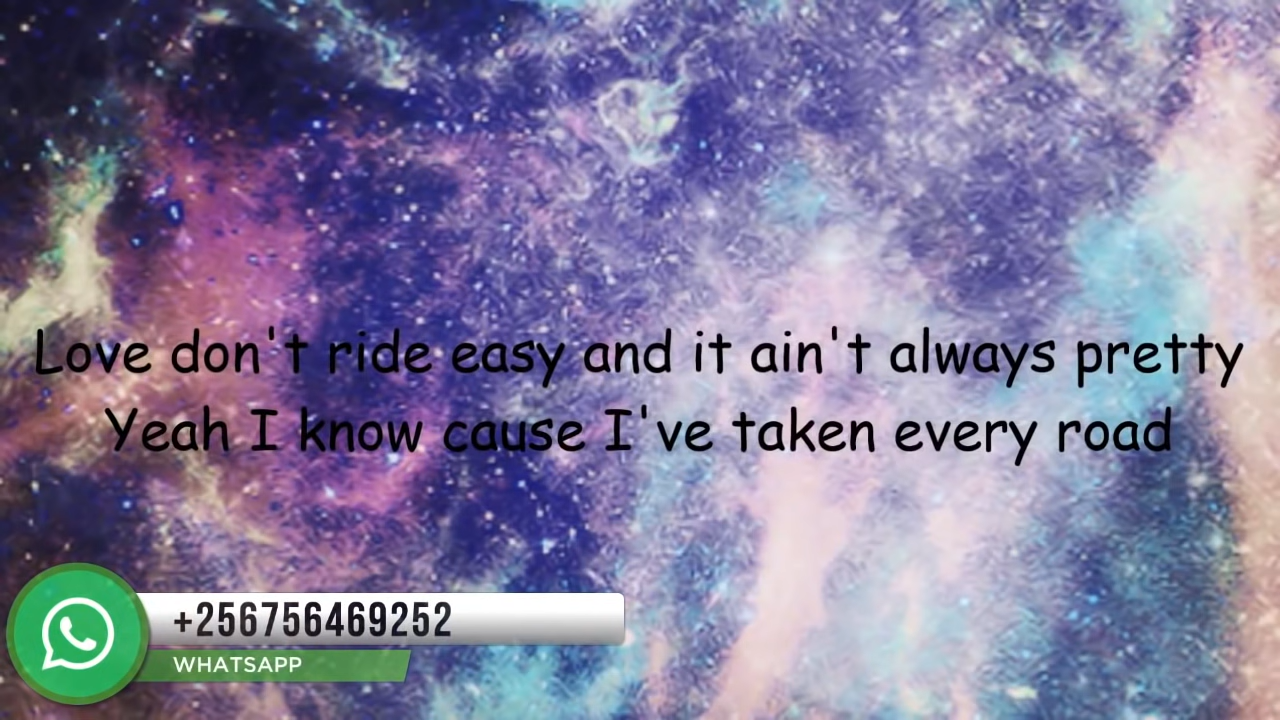 Love don't ride easy and it ain't always pretty
Yeah I know cause I've taken every road
+256756469252
WHATSAPP